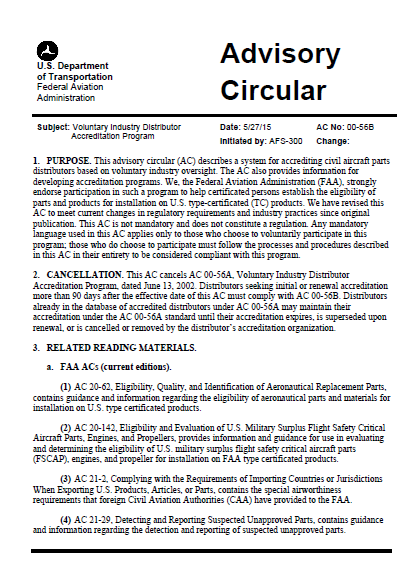 Advisory
Circular
U.S. Department
of Transportation
Federal Aviation
Administration
Subject: Voluntary Industry Distributor
Accreditation Program
Date: 5/27/15
AC No: 00-56B
Initiated by: AFS-300
Change:
1. PURPOSE. This advisory circular (AC) describes a system for accrediting civil aircraft parts
distributors based on voluntary industry oversight. The AC also provides information for
developing accreditation programs. We, the Federal Aviation Administration (FAA), strongly
endorse participation in such a program to help certificated persons establish the eligibility of
parts and products for installation on U.S. type-certificated (TC) products. We have revised this
AC to meet current changes in regulatory requirements and industry practices since original
publication. This AC is not mandatory and does not constitute a regulation. Any mandatory
language used in this AC applies only to those who choose to voluntarily participate in this
program; those who do choose to participate must follow the processes and procedures described
in this AC in their entirety to be considered compliant with this program.
2. CANCELLATION. This AC cancels AC 00-56A, Voluntary Industry Distributor
Accreditation Program, dated June 13, 2002. Distributors seeking initial or renewal accreditation
more than 90 days after the effective date of this AC must comply with AC 00-56B. Distributors
already in the database of accredited distributors under AC 00-56A may maintain their
accreditation under the AC 00-56A standard until their accreditation expires, is superseded upon
renewal, or is cancelled or removed by the distributor's accreditation organization.
3. RELATED READING MATERIALS.
a. FAA ACs (current editions).
(1) AC 20-62, Eligibility, Quality, and Identification of Aeronautical Replacement Parts,
contains guidance and information regarding the eligibility of aeronautical parts and materials for
installation on U.S. type certificated products.
(2) AC 20-142, Eligibility and Evaluation of U.S. Military Surplus Flight Safety Critical
Aircraft Parts, Engines, and Propellers, provides information and guidance for use in evaluating
and determining the eligibility of U.S. military surplus flight safety critical aircraft parts
(FSCAP), engines, and propeller for installation on FAA type certificated products.
(3) AC 21-2, Complying with the Requirements of Importing Countries or Jurisdictions
When Exporting U.S. Products, Articles, or Parts, contains the special airworthiness
requirements that foreign Civil Aviation Authorities (CAA) have provided to the FAA.
(4) AC 21-29, Detecting and Reporting Suspected Unapproved Parts, contains guidance
and information regarding the detection and reporting of suspected unapproved parts.